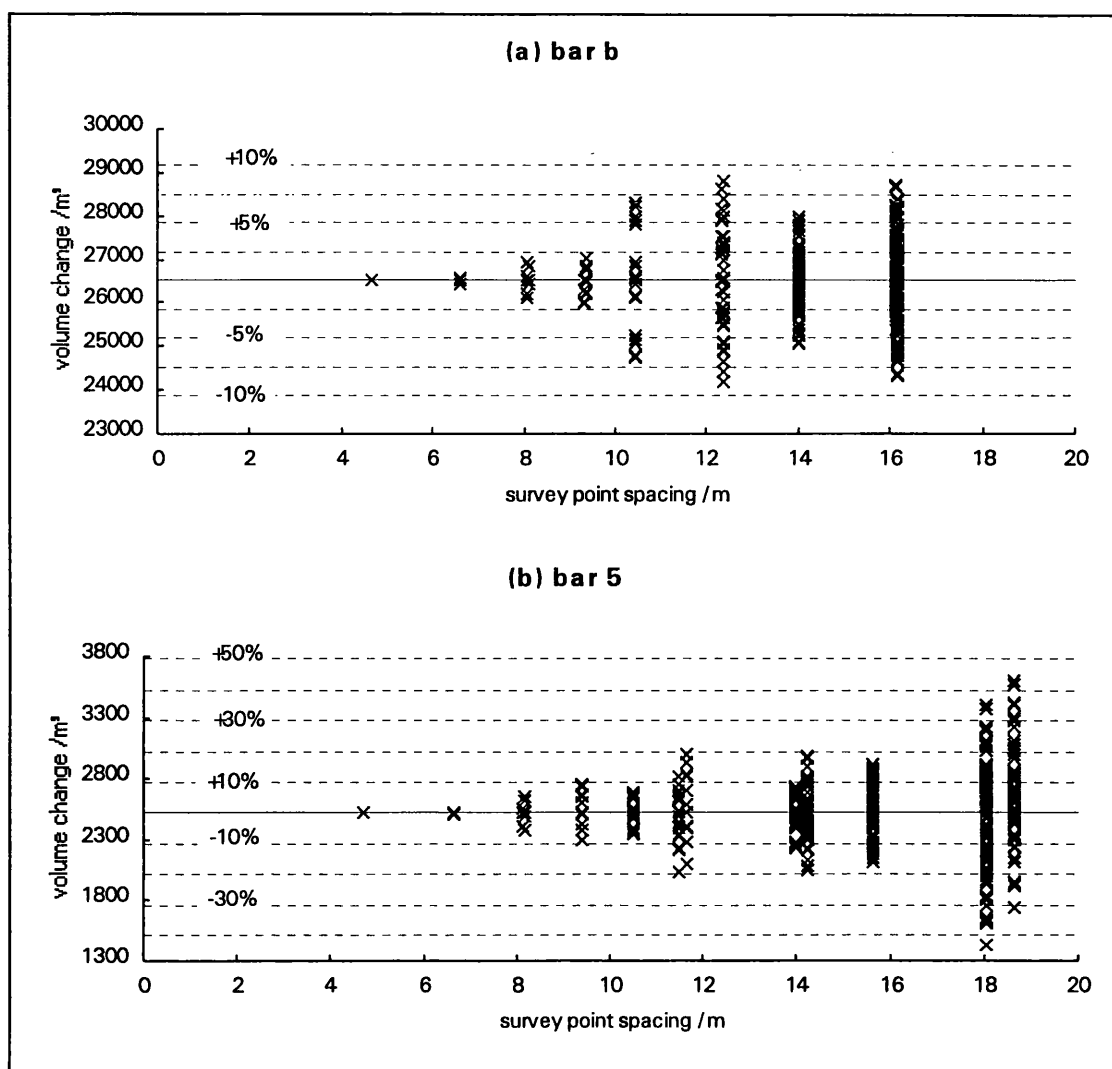 (a) bar b
volume change /m³
30000
29000
28000
27000
26000
25000
24000
23000
+10%
+5%
-5%
-10%
0 2 4 6 8 10 12 14 16 18 20
survey point spacing /m
(b) bar 5
volume change /m³
3800
3300
2800
2300
1800
1300
+50%
+30%
+10%
-10%
-30%
0 2 4 6 8 10 12 14 16 18 20
survey point spacing /m